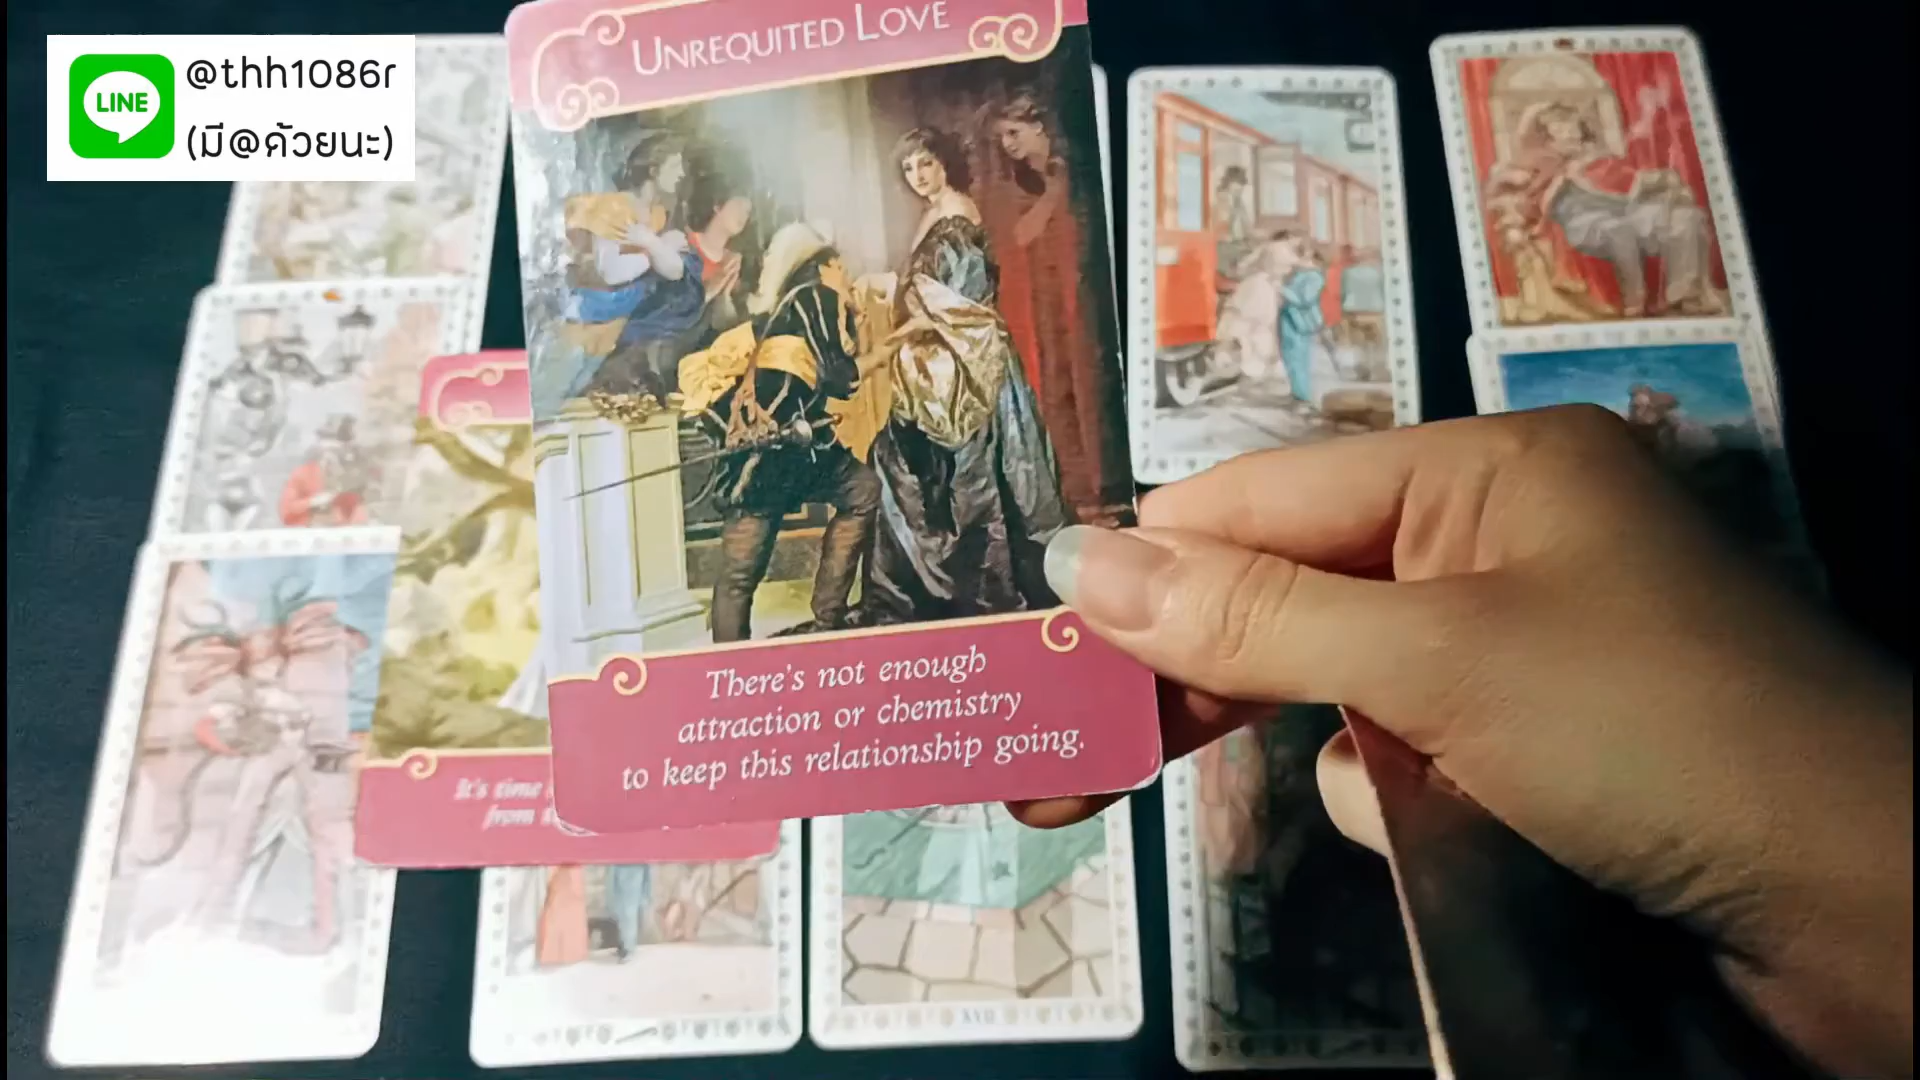 LINE
@thh1086r
(มี@ด้วยนะ)
UNREQUITED LOVE
There's not enough
attraction or chemistry
to keep this relationship going.
It's time
from
XVII